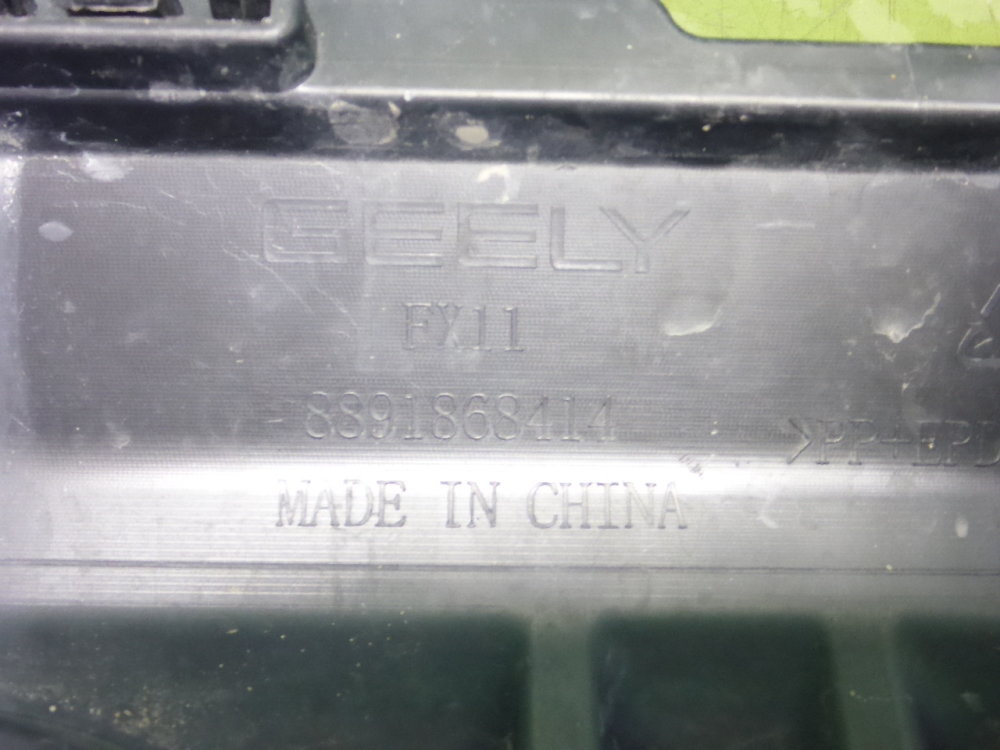 GEELY
FX11
8891868414
>PP+EPD
MADE IN CHINA